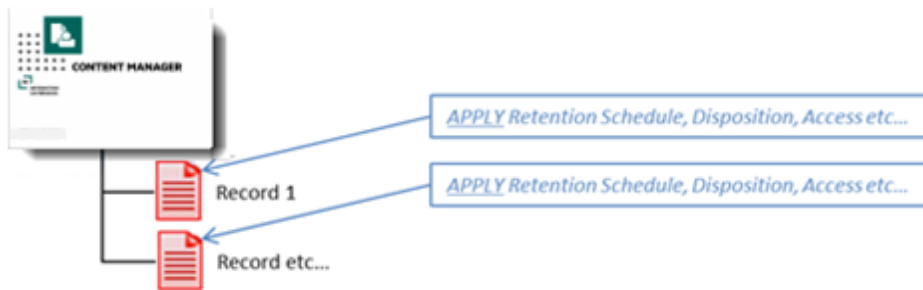 CONTENT MANAGER
APPLY Retention Schedule, Disposition, Access etc...
Record 1
APPLY Retention Schedule, Disposition, Access etc...
Record etc...